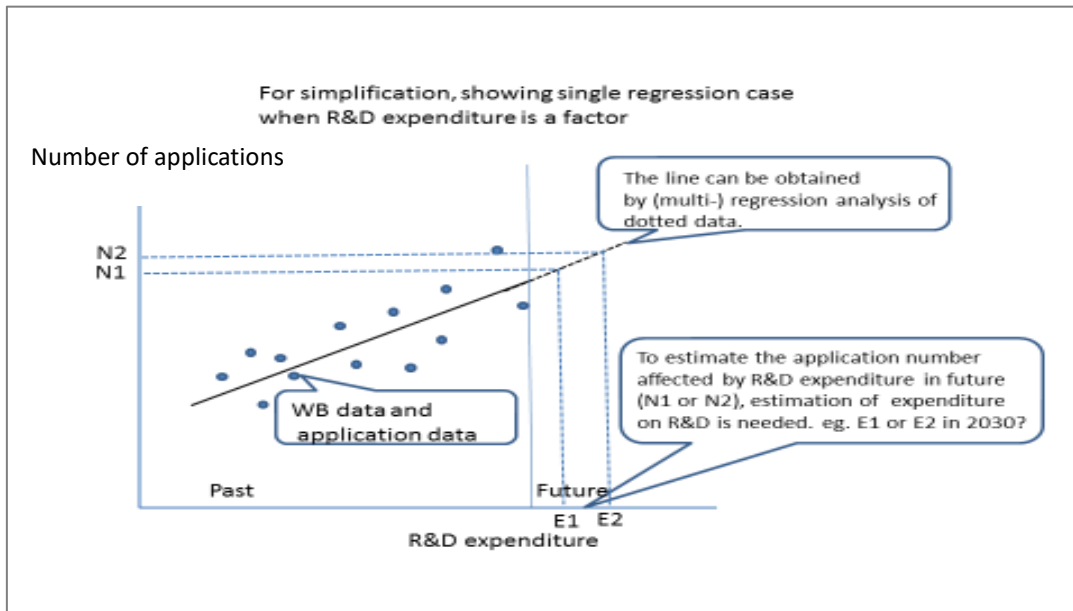 For simplification, showing single regression case
when R&D expenditure is a factor
Number of applications
The line can be obtained
by (multi-) regression analysis of
dotted data.
N2
N1
To estimate the application number
affected by R&D expenditure in future
(N1 or N2), estimation of expenditure
on R&D is needed. eg. E1 or E2 in 2030?
WB data and
application data
Past
Future
E1
E2
R&D expenditure